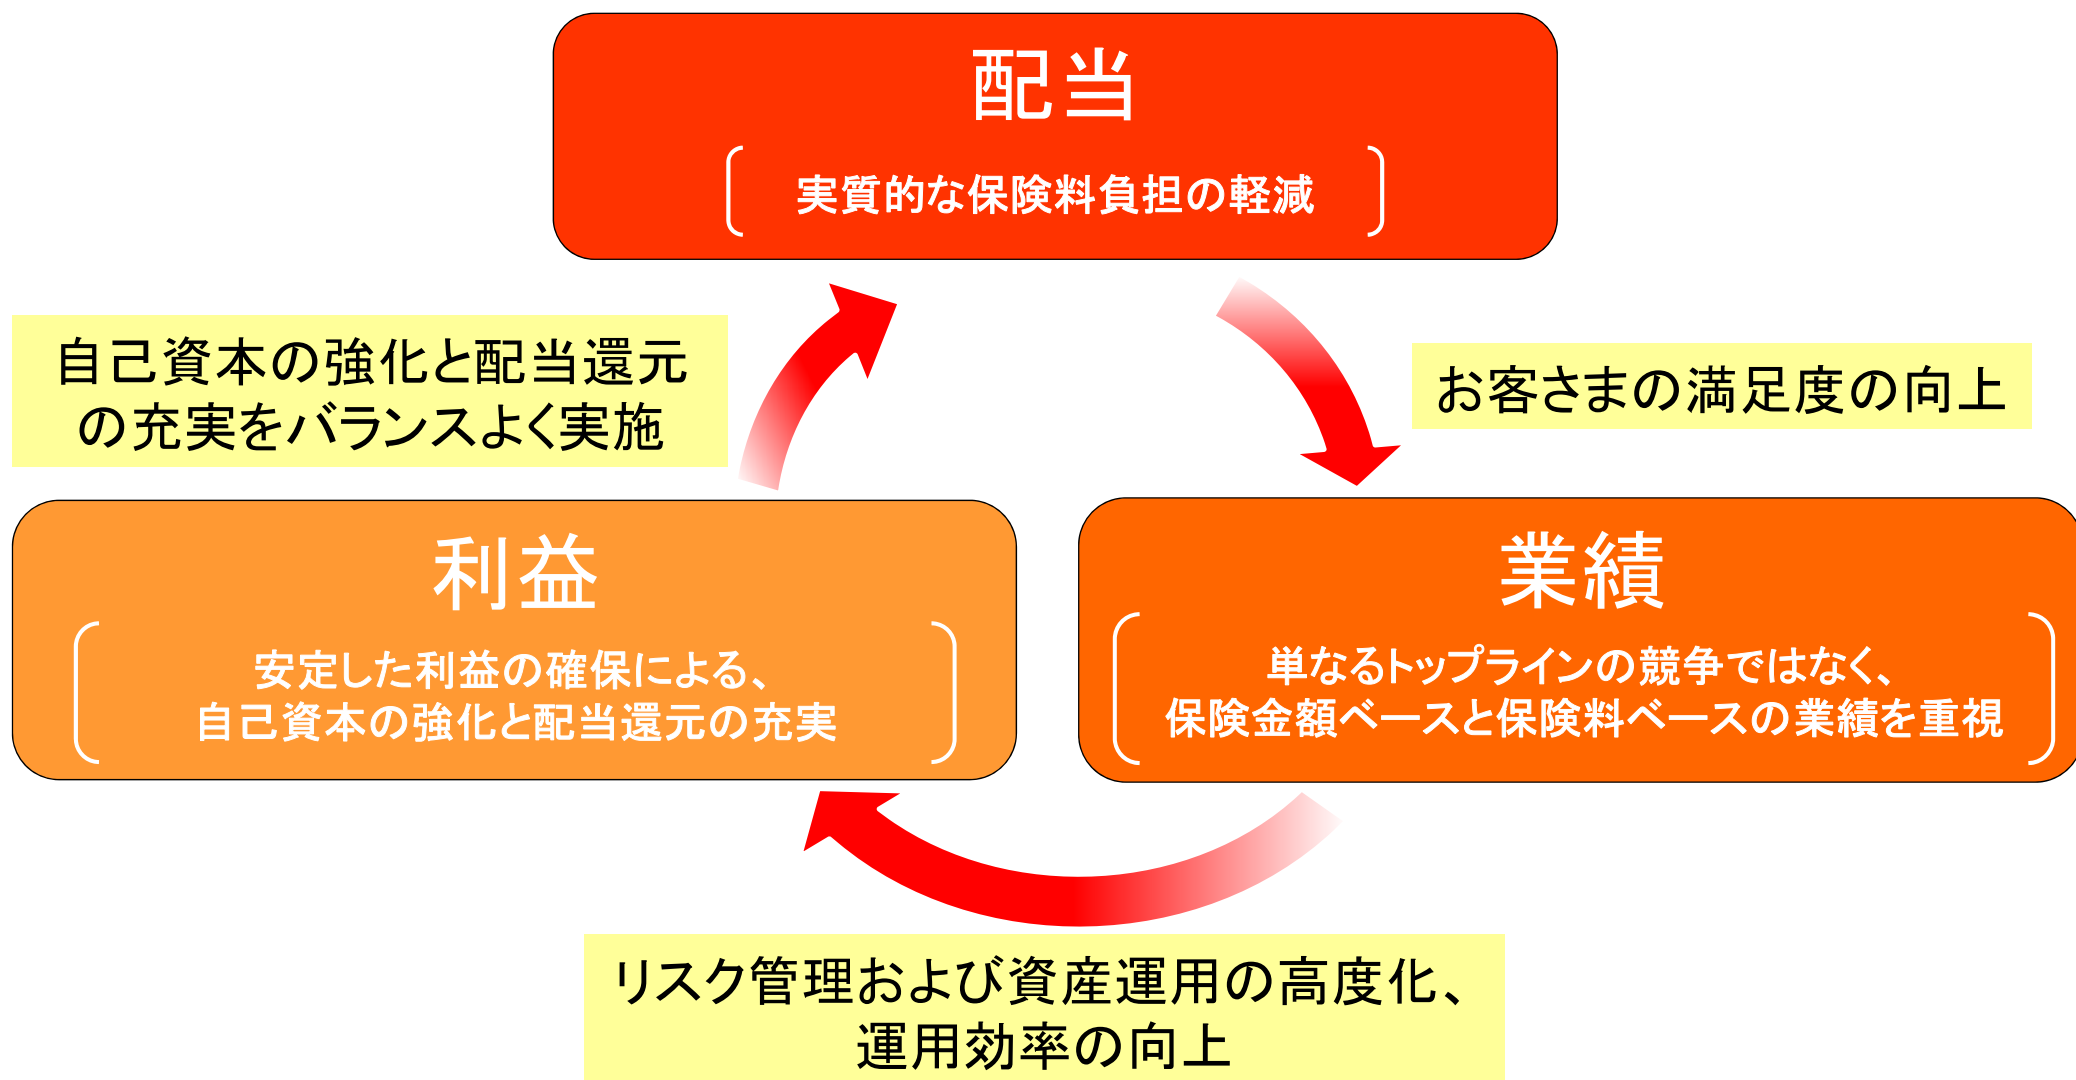 配当
実質的な保険料負担の軽減
自己資本の強化と配当還元
の充実をバランスよく実施
お客さまの満足度の向上
利益
安定した利益の確保による、
自己資本の強化と配当還元の充実
業績
単なるトップラインの競争ではなく、
保険金額ベースと保険料ベースの業績を重視
リスク管理および資産運用の高度化、
運用効率の向上